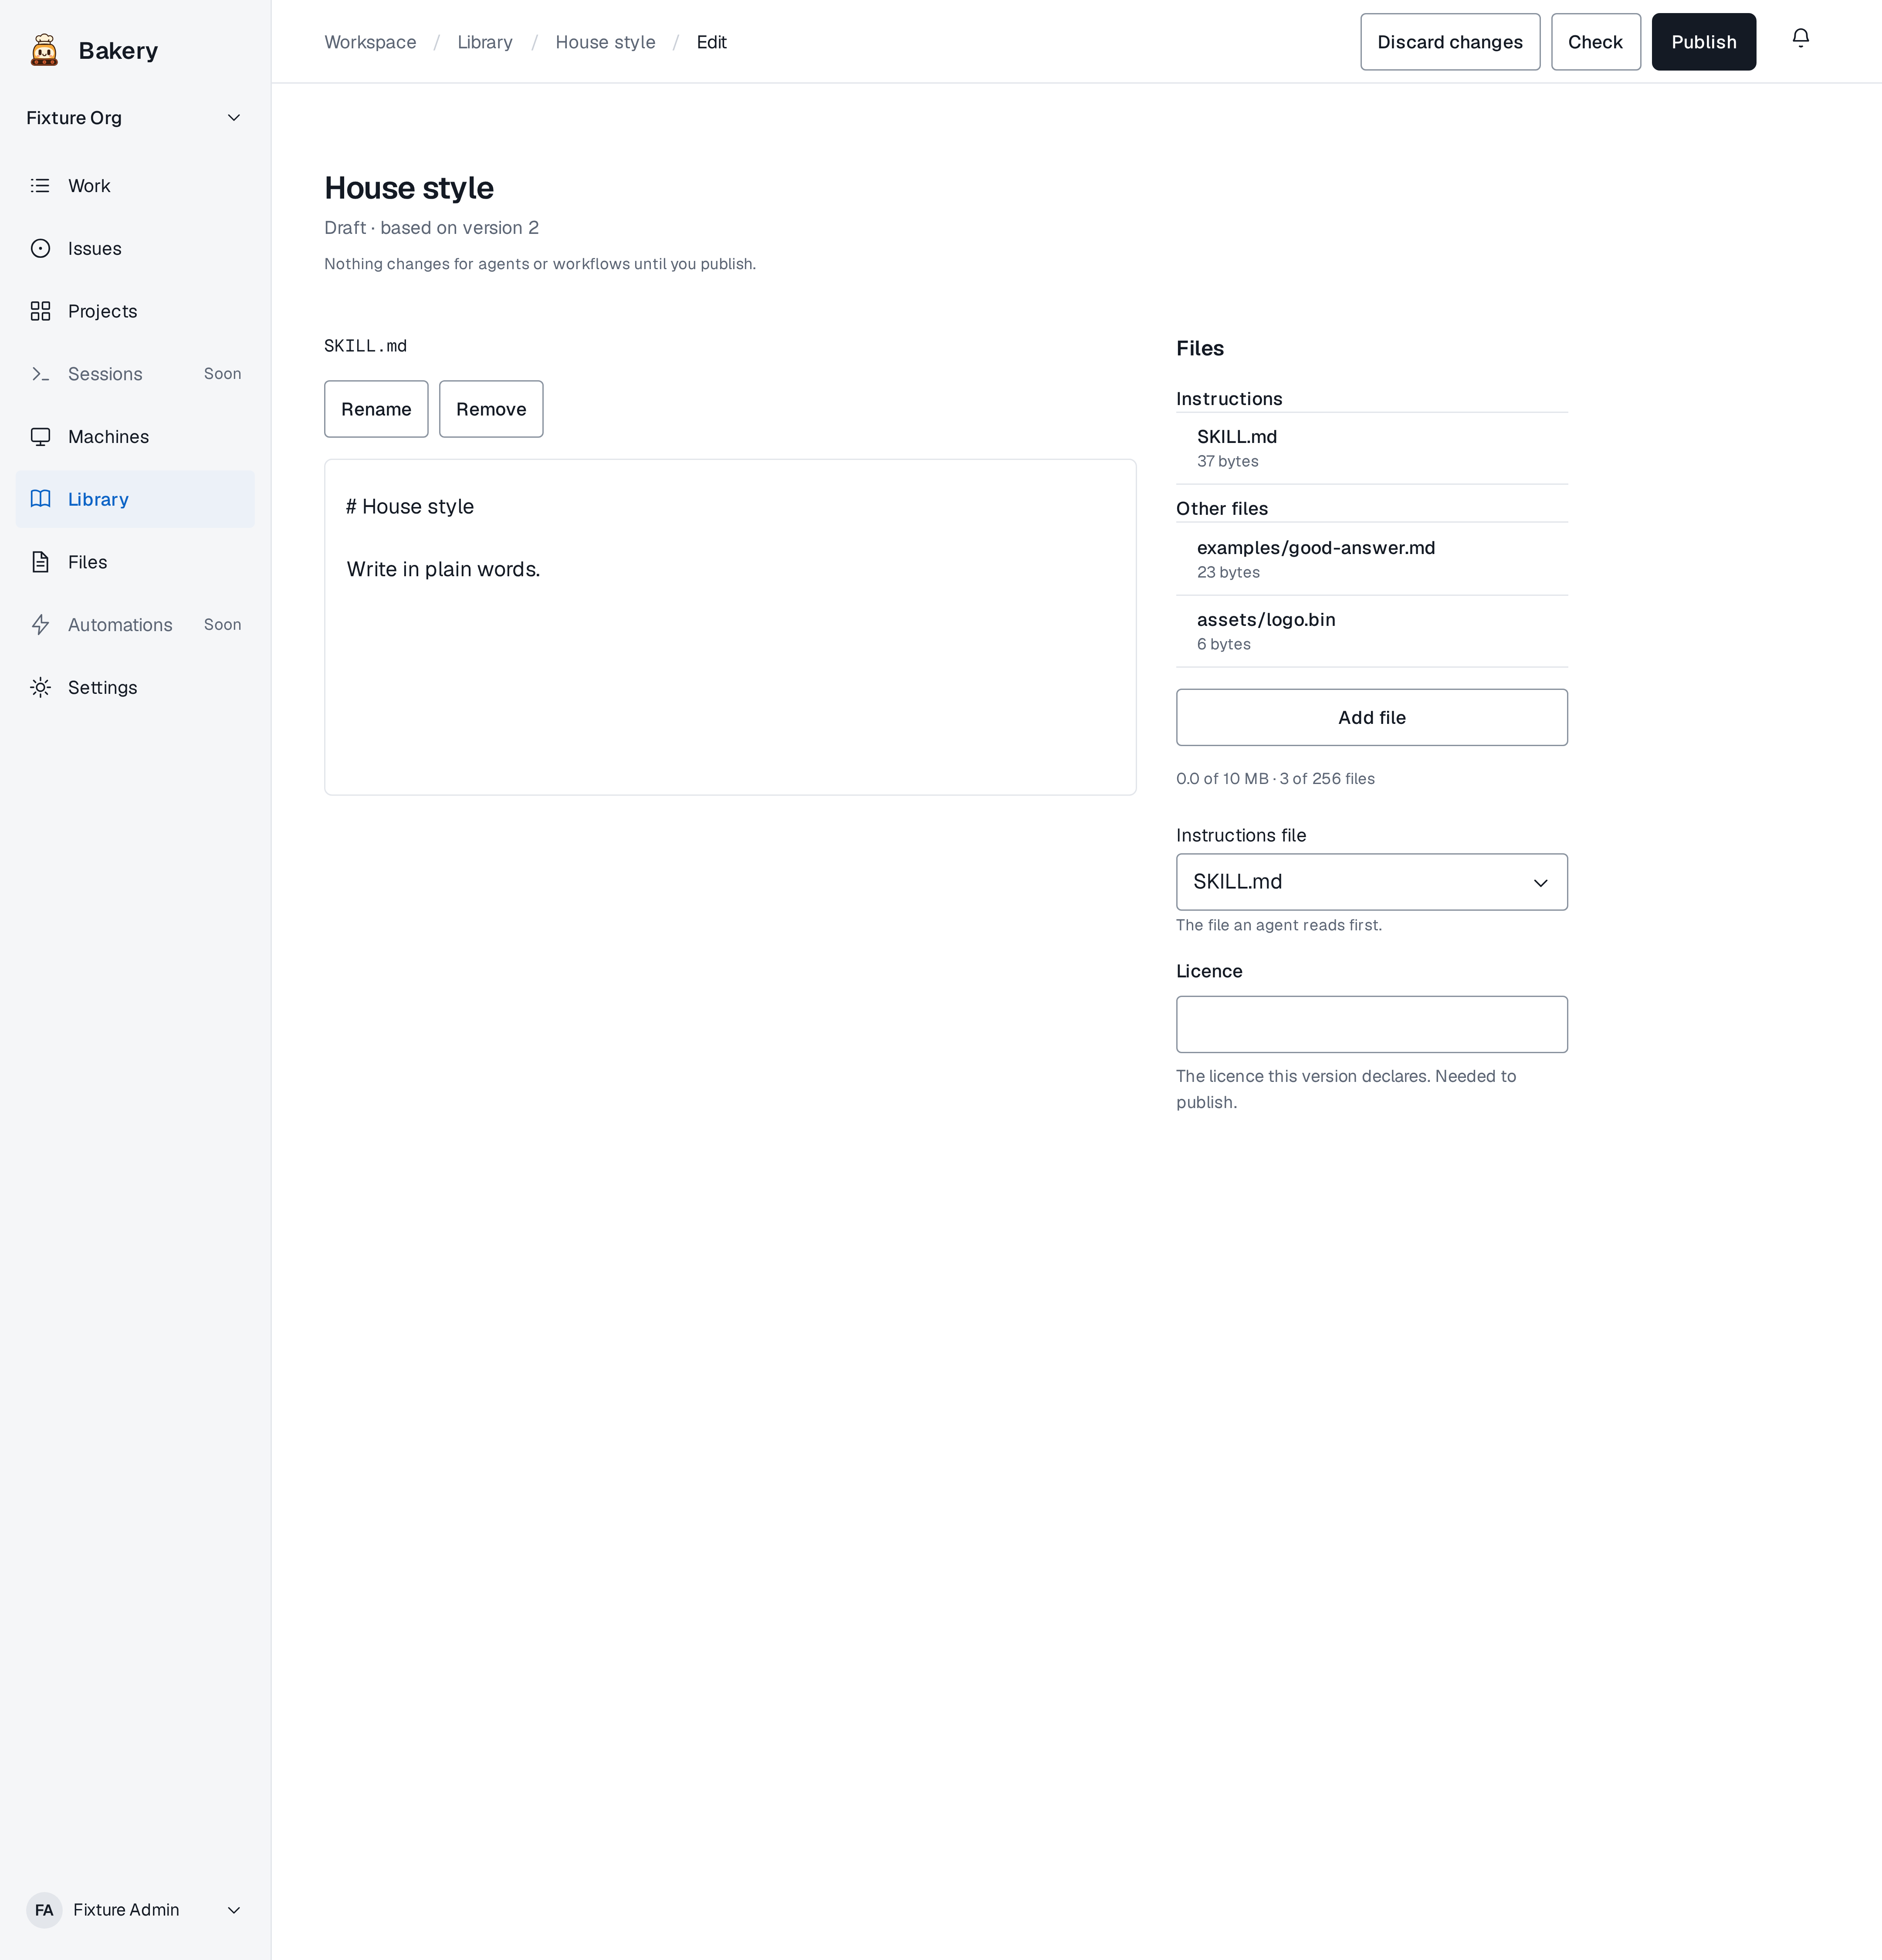 Bakery
Fixture Org
Work
Issues
Projects
Sessions Soon
Machines
Library
Files
Automations Soon
Settings
FA Fixture Admin
Workspace / Library / House style / Edit
Discard changes
Check
Publish
House style
Draft · based on version 2
Nothing changes for agents or workflows until you publish.
SKILL.md
Rename
Remove
# House style
Write in plain words.
Files
Instructions
SKILL.md
37 bytes
Other files
examples/good-answer.md
23 bytes
assets/logo.bin
6 bytes
Add file
0.0 of 10 MB · 3 of 256 files
Instructions file
SKILL.md
The file an agent reads first.
Licence
The licence this version declares. Needed to
publish.